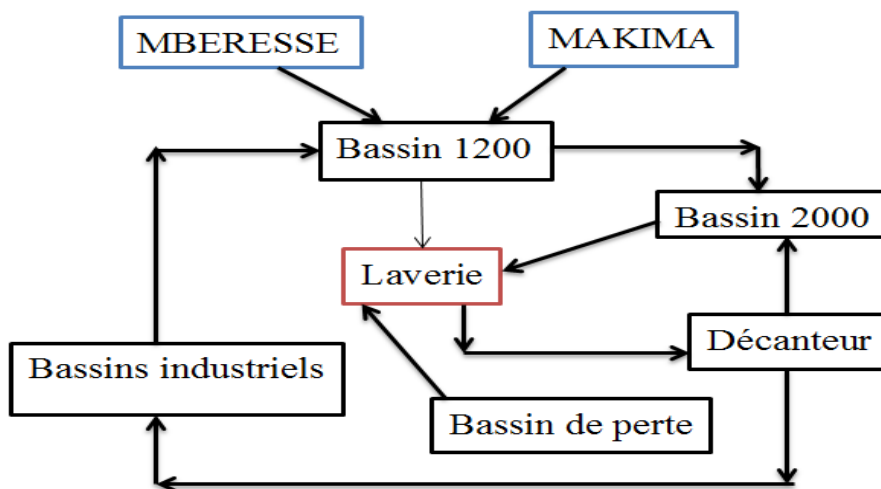 MBERESSE
MAKIMA
Bassin 1200
Bassin 2000
Laverie
Décanteur
Bassins industriels
Bassin de perte